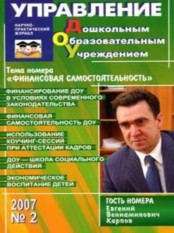 УПРАВЛЕНИЕ
НАУЧНО-
ПРАКТИЧЕСКИЙ
ЖУРНАЛ
Дошкольным
Образовательным
Учреждением
Тема номера
«ФИНАНСОВАЯ САМОСТОЯТЕЛЬНОСТЬ»
ФИНАНСИРОВАНИЕ ДОУ
В УСЛОВИЯХ СОВРЕМЕННОГО
ЗАКОНОДАТЕЛЬСТВА
ФИНАНСОВАЯ
САМОСТОЯТЕЛЬНОСТЬ ДОУ
ИСПОЛЬЗОВАНИЕ
КОУЧИНГ-СЕССИЙ
ПРИ АТТЕСТАЦИИ КАДРОВ
ДОУ — ШКОЛА СОЦИАЛЬНОГО
ДЕЙСТВИЯ
ЭКОНОМИЧЕСКОЕ
ВОСПИТАНИЕ ДЕТЕЙ
2007
№ 2
ГОСТЬ НОМЕРА
Евгений
Вениаминович
Карпов